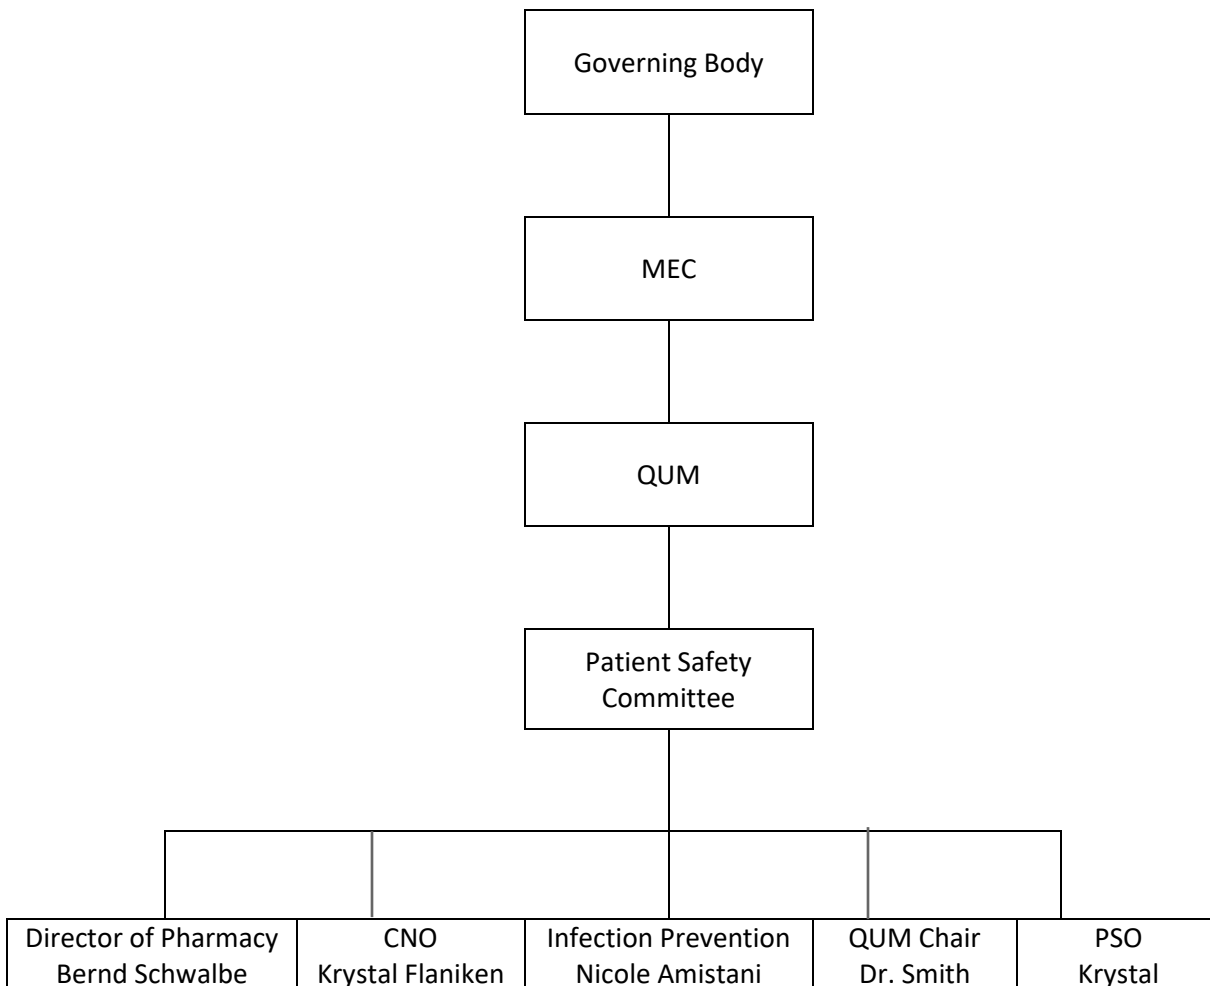 Governing Body
MEC
QUM
Patient Safety
Committee
Director of Pharmacy
Bernd Schwalbe
CNO
Krystal Flaniken
Infection Prevention
Nicole Amistani
QUM Chair
Dr. Smith
PSO
Krystal